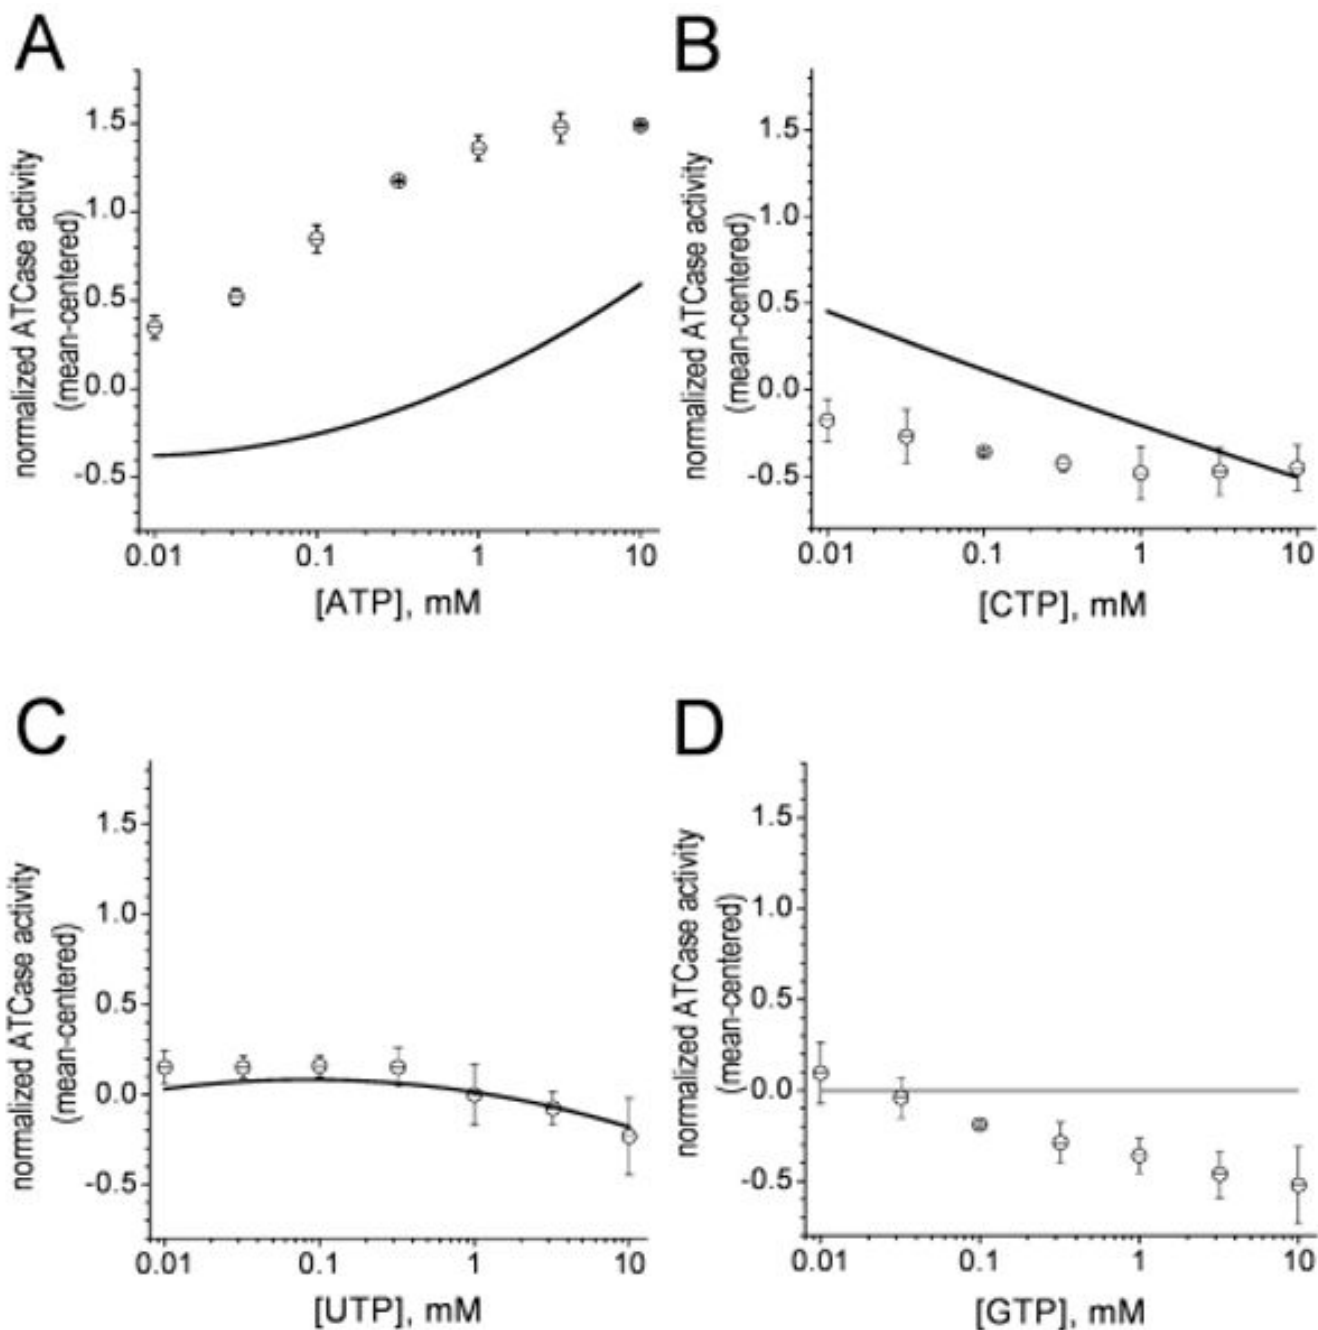 A
normalized ATCase activity
(mean-centered)
1.5
1.0
0.5
0.0
-0.5
0.01 0.1 1 10
[ATP], mM
B
normalized ATCase activity
(mean-centered)
1.5
1.0
0.5
0.0
-0.5
0.01 0.1 1 10
[CTP], mM
C
normalized ATCase activity
(mean-centered)
1.5
1.0
0.5
0.0
-0.5
0.01 0.1 1 10
[UTP], mM
D
normalized ATCase activity
(mean-centered)
1.5
1.0
0.5
0.0
-0.5
0.01 0.1 1 10
[GTP], mM